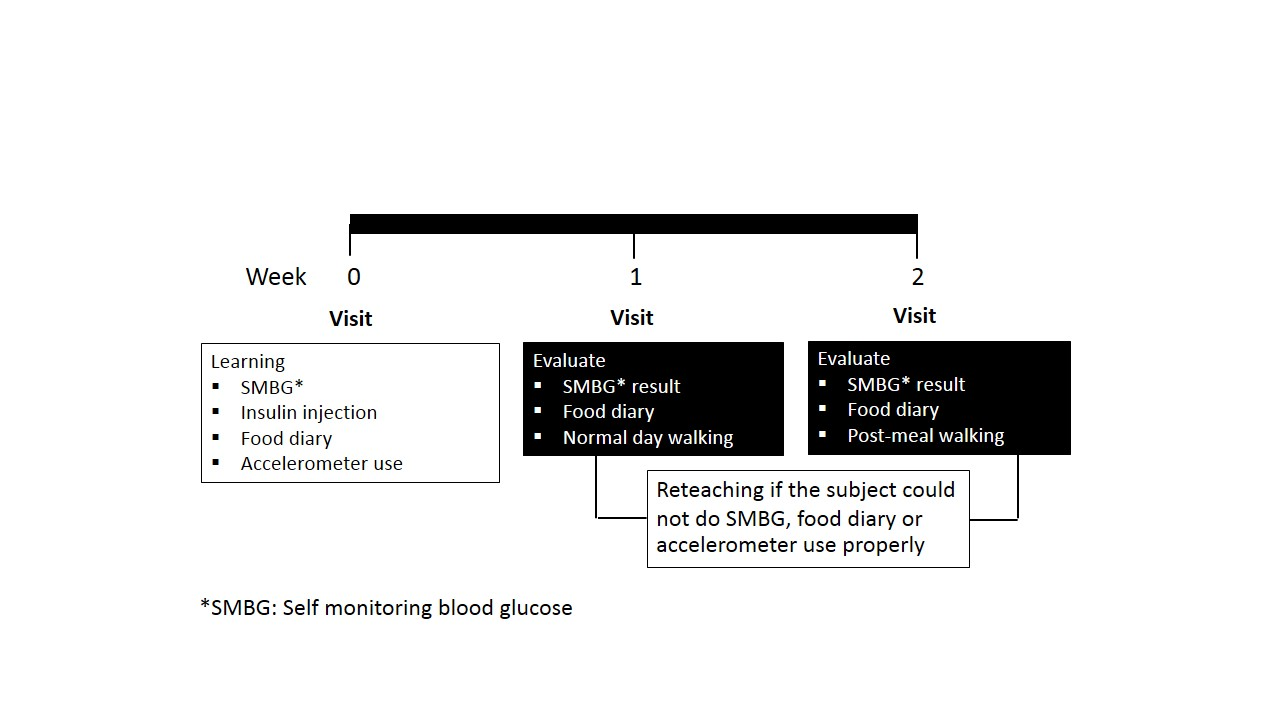 Week 0 1 2
Visit Visit Visit
Learning
▪ SMBG*
▪ Insulin injection
▪ Food diary
▪ Accelerometer use
Evaluate
▪ SMBG* result
▪ Food diary
▪ Normal day walking
Evaluate
▪ SMBG* result
▪ Food diary
▪ Post-meal walking
Reteaching if the subject could
not do SMBG, food diary or
accelerometer use properly
*SMBG: Self monitoring blood glucose